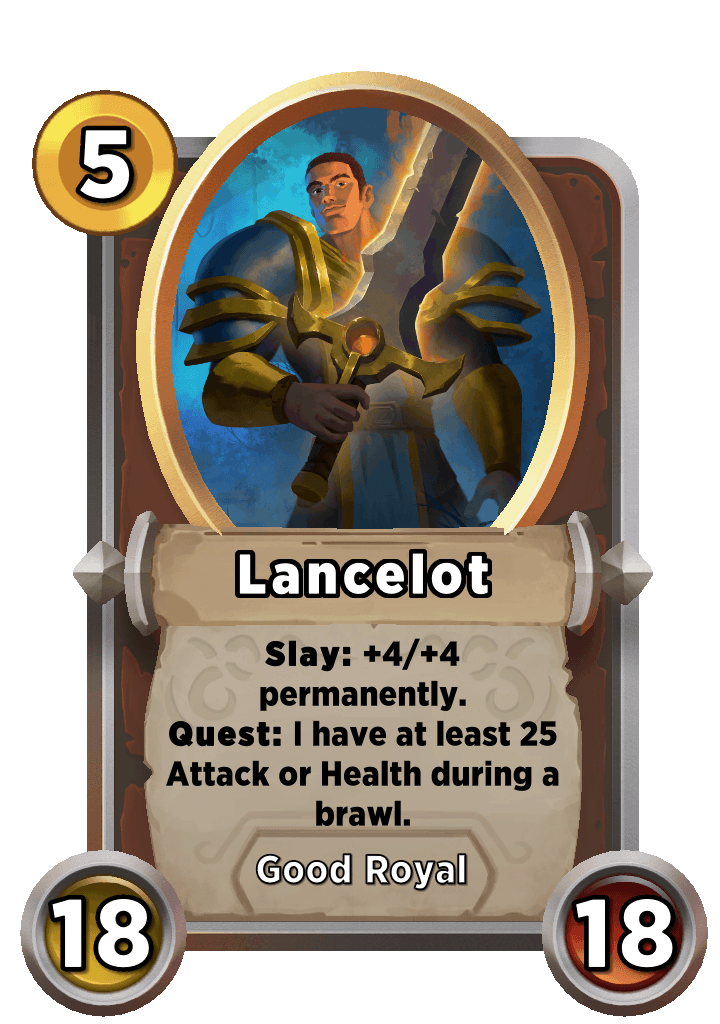 5
Lancelot
Slay: +4/+4
permanently.
Quest: I have at least 25
Attack or Health during a
brawl.
Good Royal
18
18